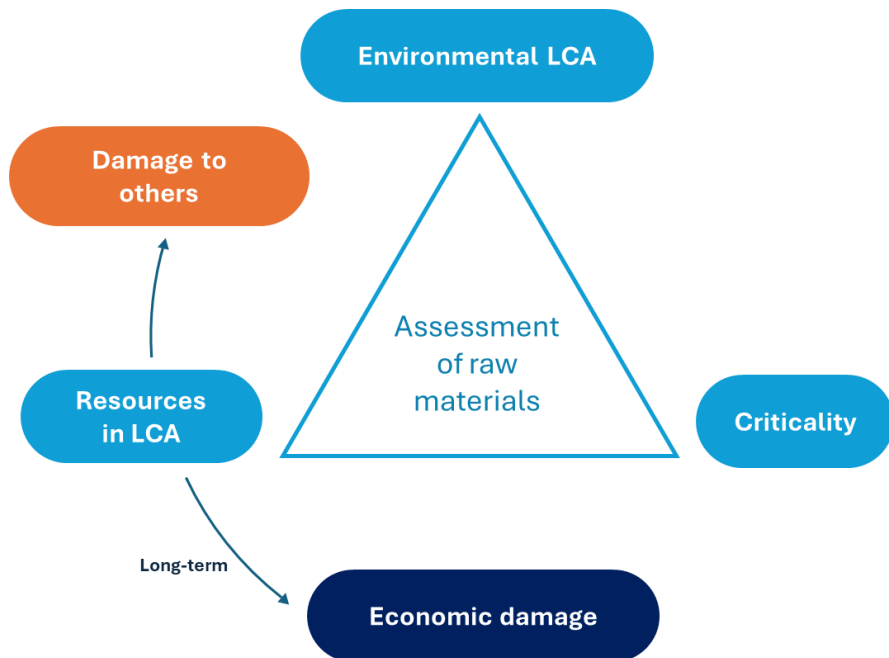 Environmental LCA
Damage to
others
Assessment
of raw
materials
Resources
in LCA
Criticality
Long-term
Economic damage